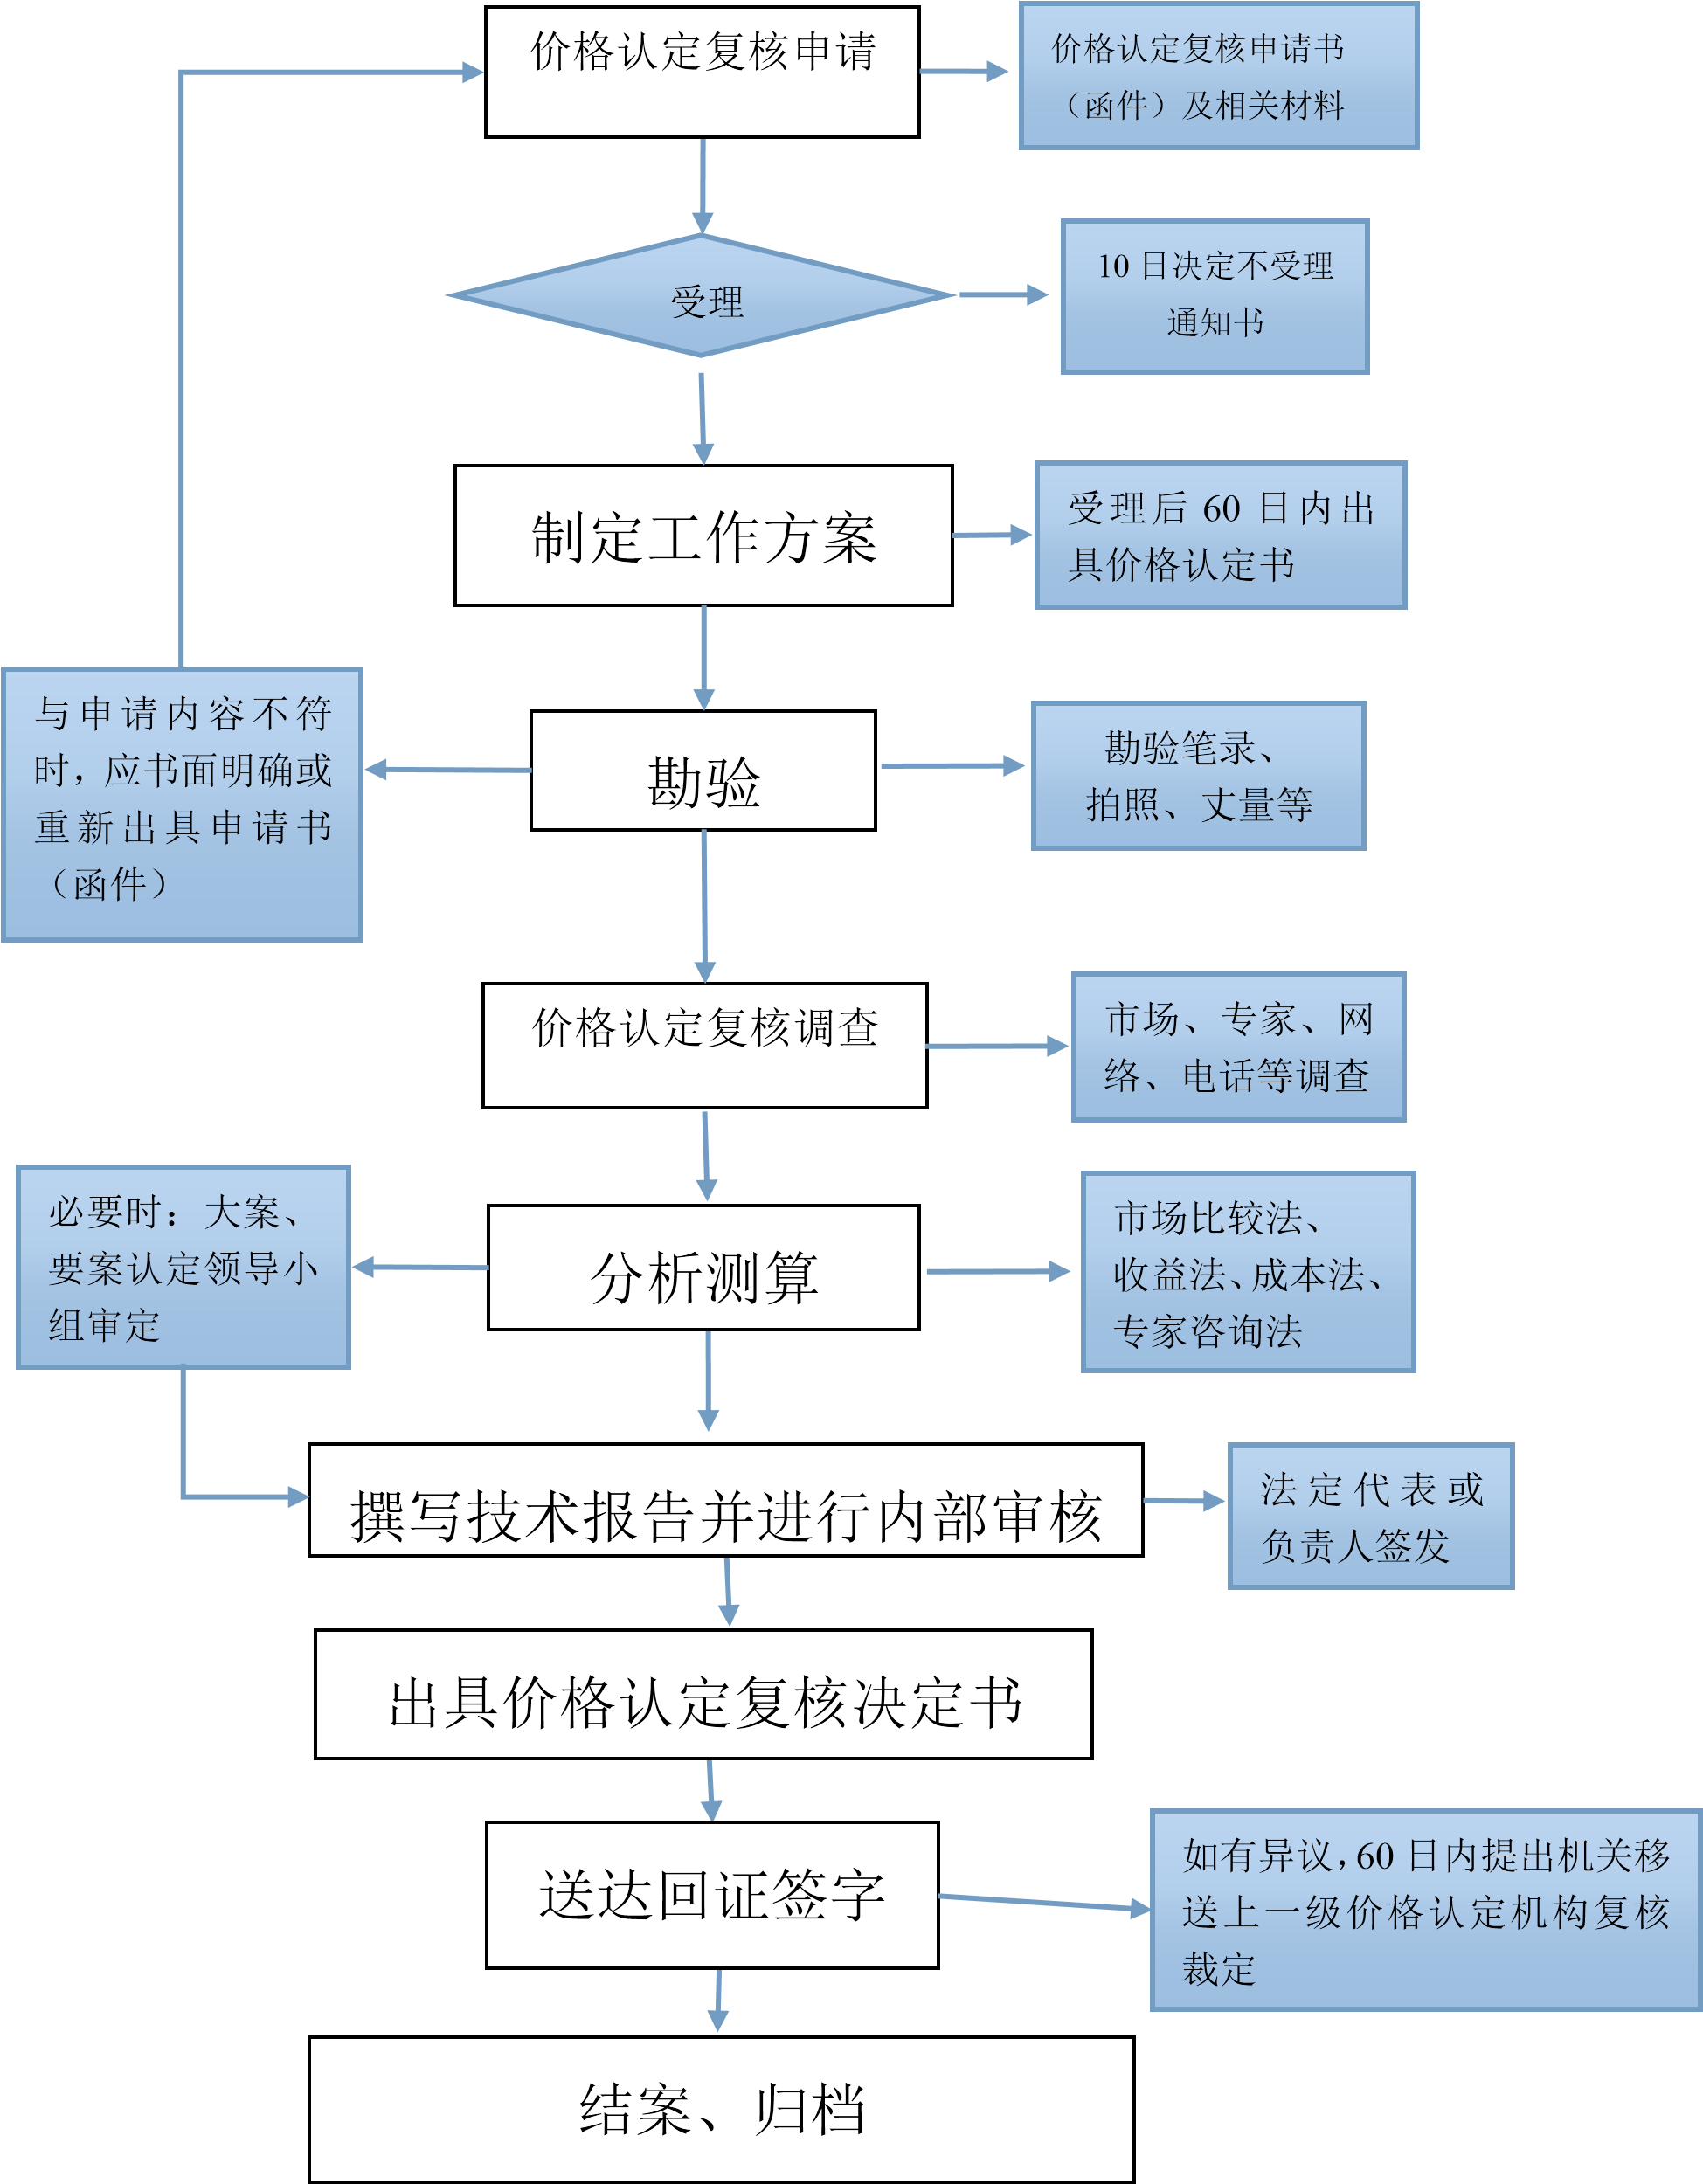 价格认定复核申请
价格认定复核申请书
（函件）及相关材料
受理
10日决定不受理
通知书
制定工作方案
受理后60日内出
具价格认定书
与申请内容不符
时，应书面明确或
重新出具申请书
（函件）
勘验
勘验笔录、
拍照、丈量等
价格认定复核调查
市场、专家、网
络、电话等调查
必要时：大案、
要案认定领导小
组审定
分析测算
市场比较法、
收益法、成本法、
专家咨询法
撰写技术报告并进行内部审核
法定代表或
负责人签发
出具价格认定复核决定书
送达回证签字
如有异议，60日内提出机关移
送上一级价格认定机构复核
裁定
结案、归档